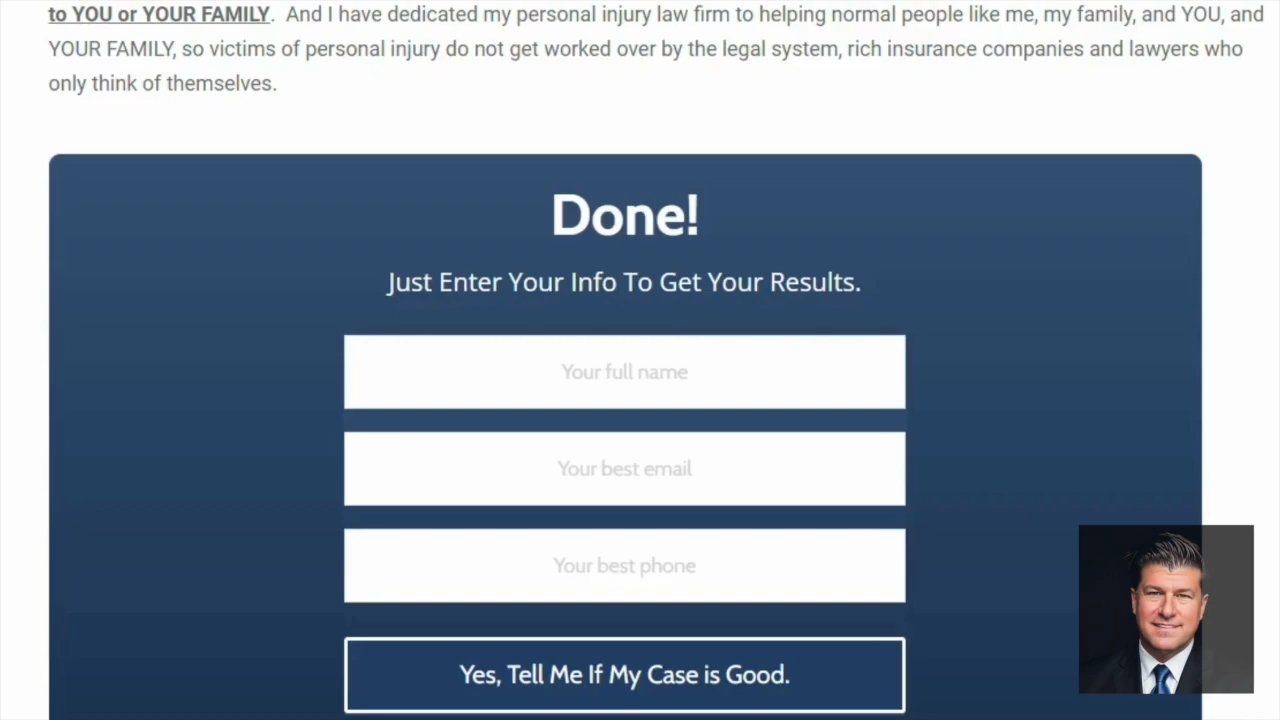 to YOU or YOUR FAMILY. And I have dedicated my personal injury law firm to helping normal people like me, my family, and YOU, and
YOUR FAMILY, so victims of personal injury do not get worked over by the legal system, rich insurance companies and lawyers who
only think of themselves.
Done!
Just Enter Your Info To Get Your Results.
Your full name
Your best email
Your best phone
Yes, Tell Me If My Case is Good.